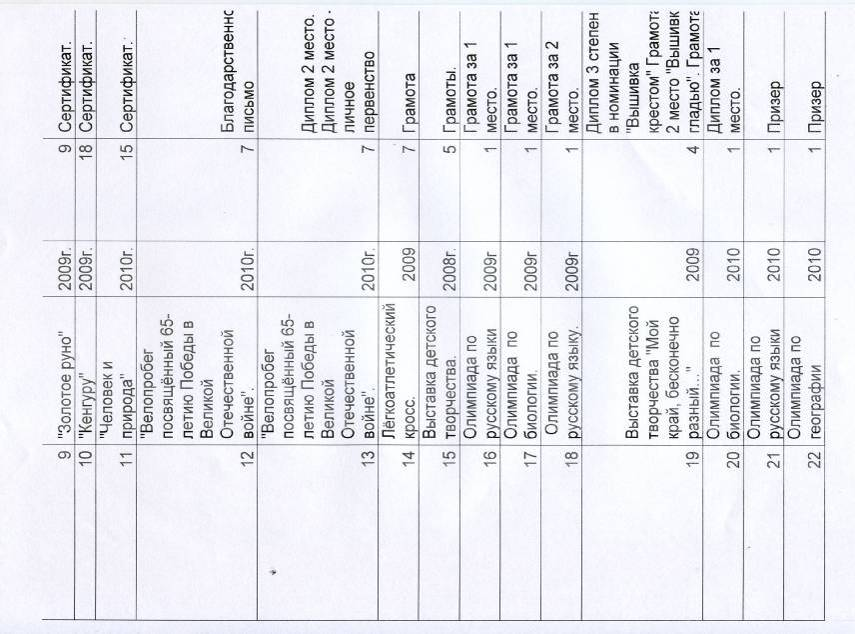 9 "Золотое руно" 2009г. 9 Сертификат.
10 "Кенгуру" 2009г. 18 Сертификат.
"Человек и
11 природа" 2010г. 15 Сертификат.
"Велопробег
посвящённый 65-
летию Победы в
Великой
Отечественной Благодарственно
12 войне". 2010г. 7 письмо
"Велопробег
посвящённый 65-
летию Победы в Диплом 2 место.
Великой Диплом 2 место -
Отечественной личное
13 войне". 2010г. 7 первенство
Лёгкоатлетический
14 кросс. 2009 7 Грамота
Выставка детского
15 творчества. 2008г. 5 Грамоты.
Олимпиада по Грамота за 1
16 русскому языки 2009г 1 место.
Олимпиада по Грамота за 1
17 биологии. 2009г 1 место.
Олимпиада по Грамота за 2
18 русскому языку. 2009г 1 место.
Диплом 3 степен
в номинации
Выставка детского "Вышивка
творчества "Мой крестом" Грамота
край, бесконечно 2 место "Вышивк
19 разный..." 2009 4 гладью". Грамота
Олимпиада по Диплом за 1
20 биологии. 2010 1 место.
Олимпиада по
21 русскому языки 2010 1 Призер
Олимпиада по
22 географии 2010 1 Призер